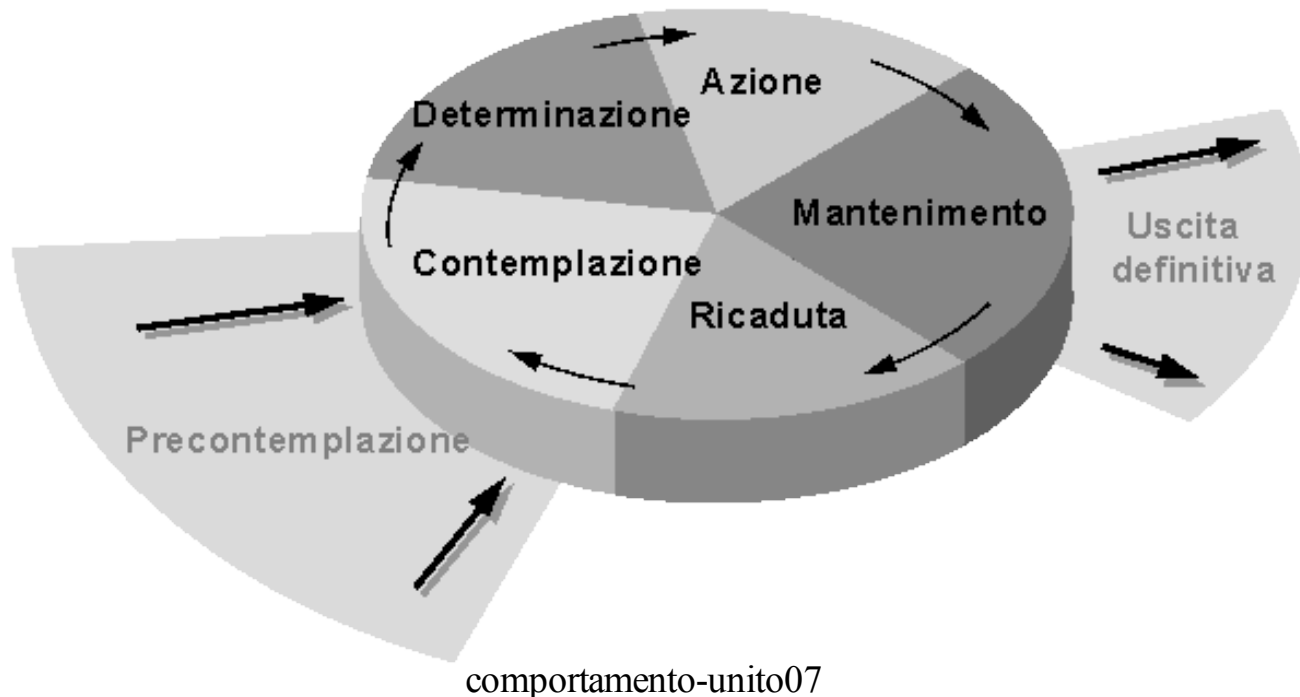 Azione
Determinazione
Mantenimento
Uscita
definitiva
Contemplazione
Ricaduta
Precontemplazione
comportamento-unito07